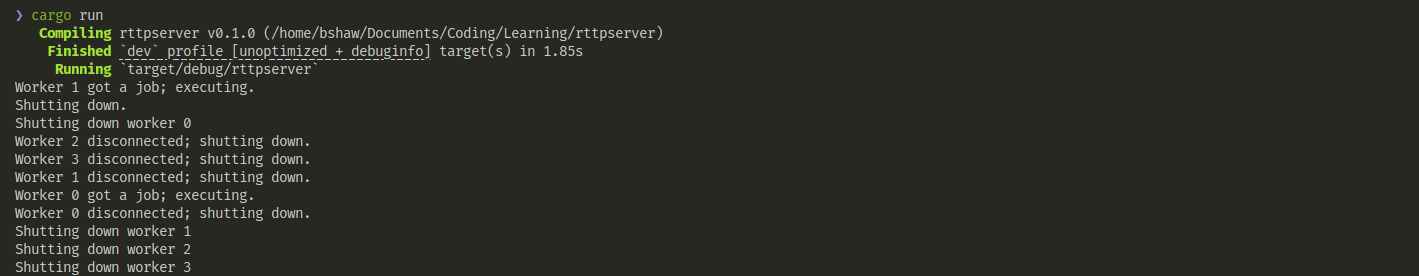 ❯ cargo run
   Compiling rttpserver v0.1.0 (/home/bshaw/Documents/Coding/Learning/rttpserver)
    Finished `dev` profile [unoptimized + debuginfo] target(s) in 1.85s
     Running `target/debug/rttpserver`
Worker 1 got a job; executing.
Shutting down.
Shutting down worker 0
Worker 2 disconnected; shutting down.
Worker 3 disconnected; shutting down.
Worker 1 disconnected; shutting down.
Worker 0 got a job; executing.
Worker 0 disconnected; shutting down.
Shutting down worker 1
Shutting down worker 2
Shutting down worker 3